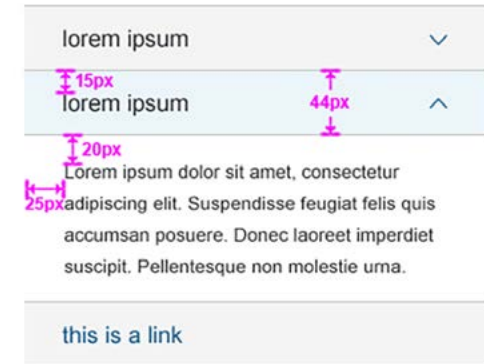 lorem ipsum
15px
lorem ipsum
44px
20px
Lorem ipsum dolor sit amet, consectetur
25px
adipiscing elit. Suspendisse feugiat felis quis
accumsan posuere. Donec laoreet imperdiet
suscipit. Pellentesque non molestie urna.
this is a link